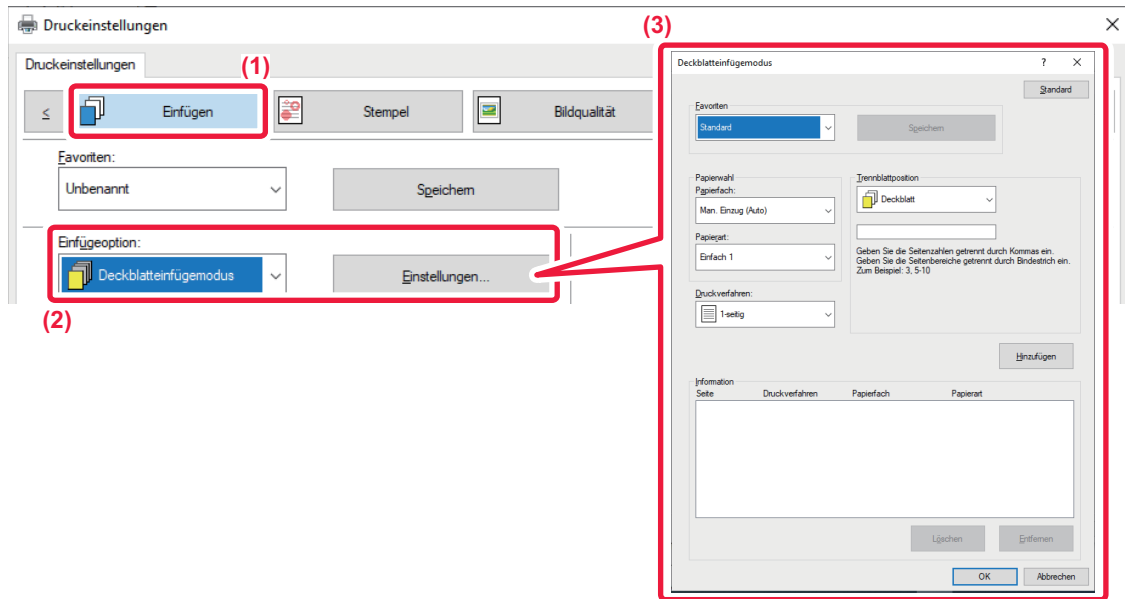 Druckeinstellungen
(3)
Druckeinstellungen
(1)
≤
Einfügen
Stempel
Bildqualität
Favoriten:
Unbenannt
Speichern
Einfügeoption:
Deckblatteinfügemodus
Einstellungen...
(2)
Deckblatteinfügemodus
?
Standard
Favoriten
Standard
Speichern
Papierwahl
Papierfach:
Man. Einzug (Auto)
Papierart:
Einfach 1
Druckverfahren:
1-seitig
Trennblattposition
Deckblatt
Geben Sie die Seitenzahlen getrennt durch Kommas ein.
Geben Sie die Seitenbereiche getrennt durch Bindestrich ein.
Zum Beispiel: 3, 5-10
Hinzufügen
Information
Seite Druckverfahren Papierfach Papierart
Löschen
Entfernen
OK
Abbrechen